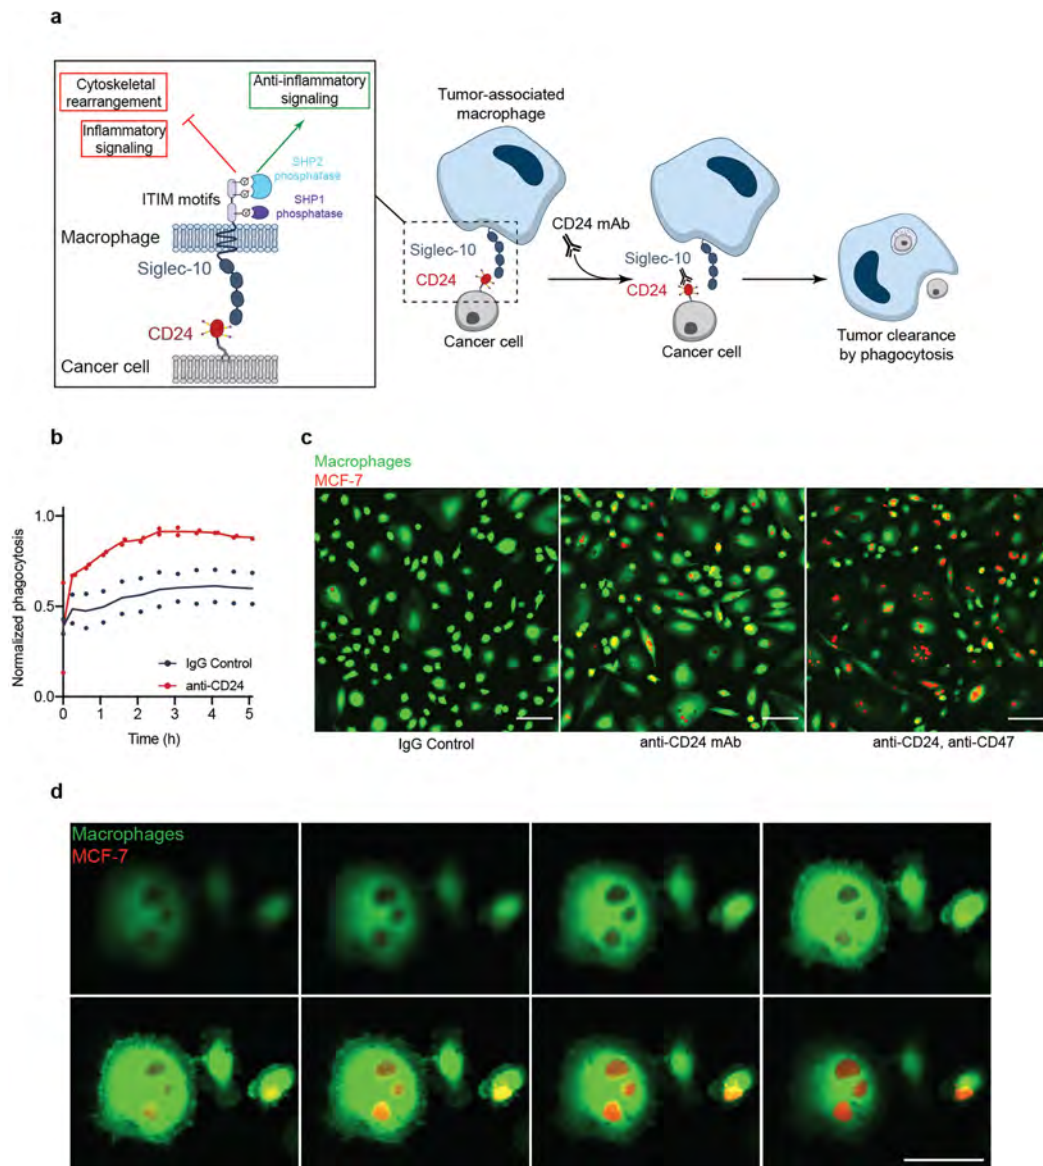 a
Cytoskeletal
rearrangement
Inflammatory
signaling
Anti-inflammatory
signaling
SHP2
phosphatase
ITIM motifs
SHP1
phosphatase
Macrophage
Siglec-10
CD24
Cancer cell
Tumor-associated
macrophage
Siglec-10
CD24
Cancer cell
CD24 mAb
Siglec-10
CD24
Cancer cell
Tumor clearance
by phagocytosis
b
Normalized phagocytosis
1.0
0.5
0.0
IgG Control
anti-CD24
0 1 2 3 4 5
Time (h)
c
Macrophages
MCF-7
IgG Control
anti-CD24 mAb
anti-CD24, anti-CD47
d
Macrophages
MCF-7